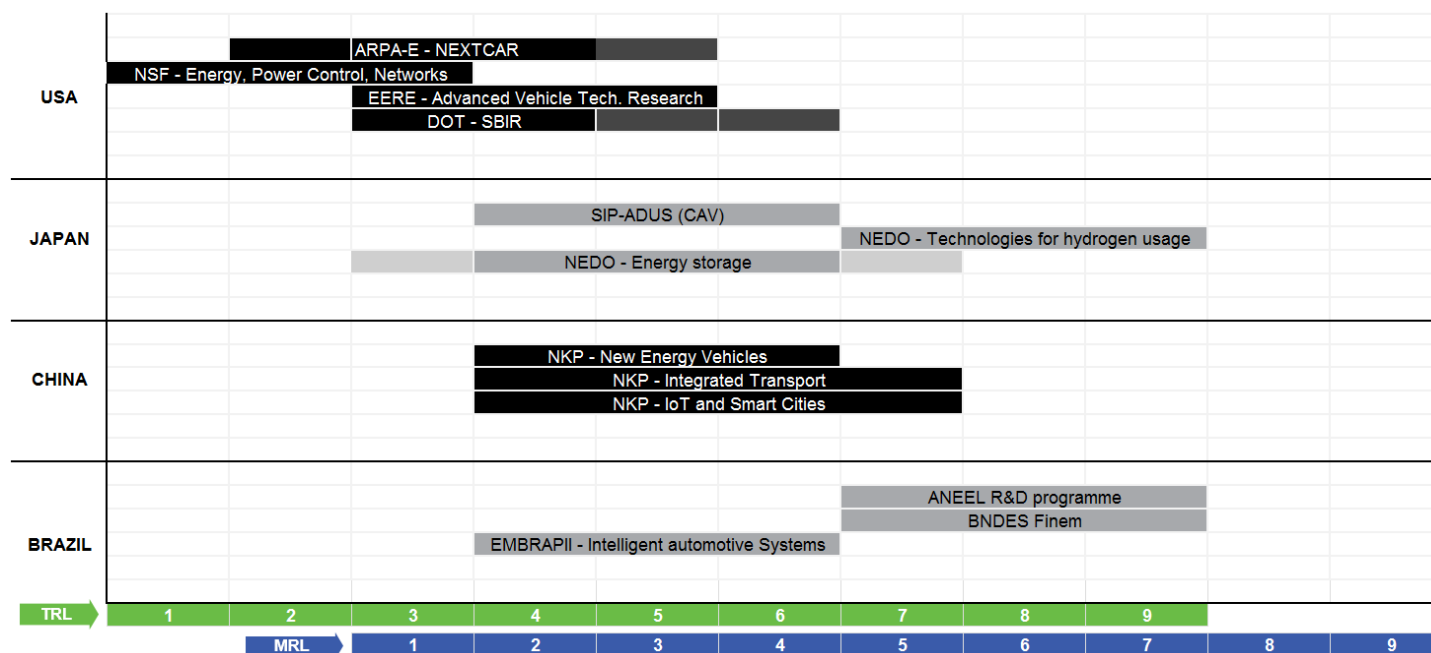 USA
ARPA-E - NEXTCAR
NSF - Energy, Power Control, Networks
EERE - Advanced Vehicle Tech. Research
DOT - SBIR
JAPAN
SIP-ADUS (CAV)
NEDO - Technologies for hydrogen usage
NEDO - Energy storage
CHINA
NKP - New Energy Vehicles
NKP - Integrated Transport
NKP - IoT and Smart Cities
BRAZIL
ANEEL R&D programme
BNDES Finem
EMBRAPII - Intelligent automotive Systems
TRL 1 2 3 4 5 6 7 8 9
MRL 1 2 3 4 5 6 7 8 9